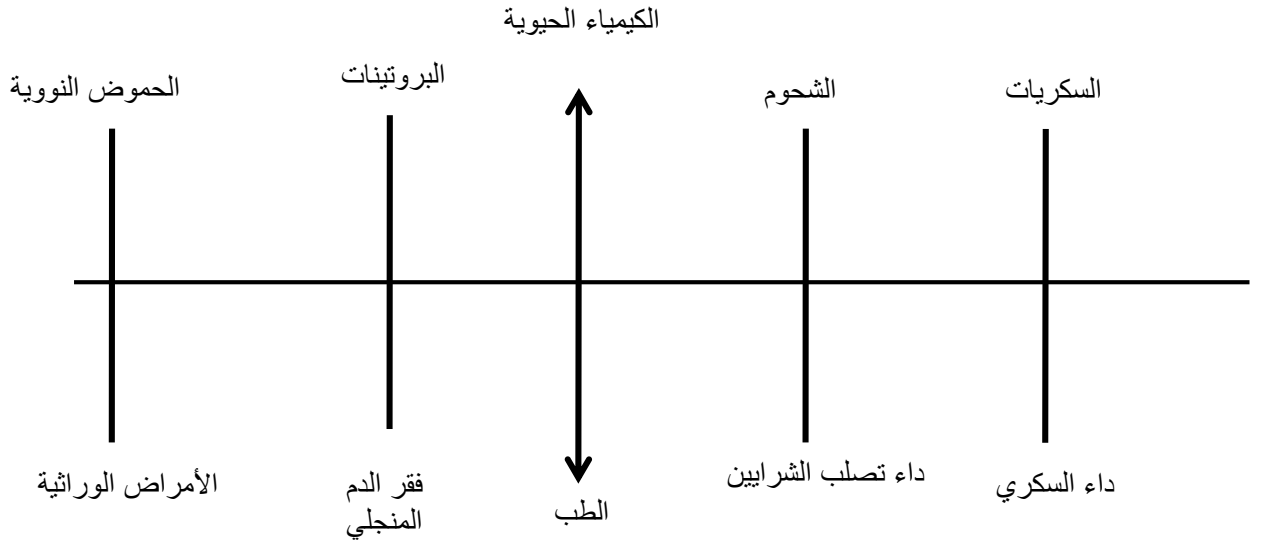 الكيمياء الحيوية
السكريات
الشحوم
البروتينات
الحموض النووية
داء السكري
داء تصلب الشرايين
الطب
فقر الدم
المنجلي
الأمراض الوراثية